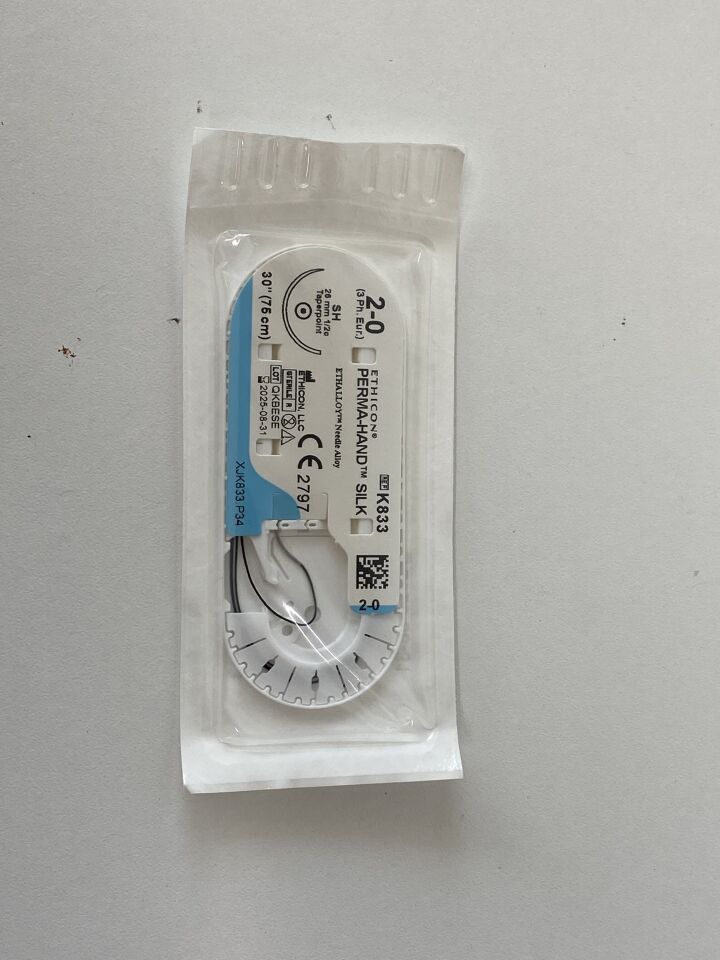 2-0
(3 Ph. Eur.)
SH
26 mm 1/2c
Taperpoint
30" (75 cm)
ETHICON®
PERMA-HAND™ SILK
REF K833
ETHALLOY™ Needle Alloy
ETHICON, LLC
STERILE R
LOT QKBESE
2025-08-31
CE 2797
XJK833 P34
2-0